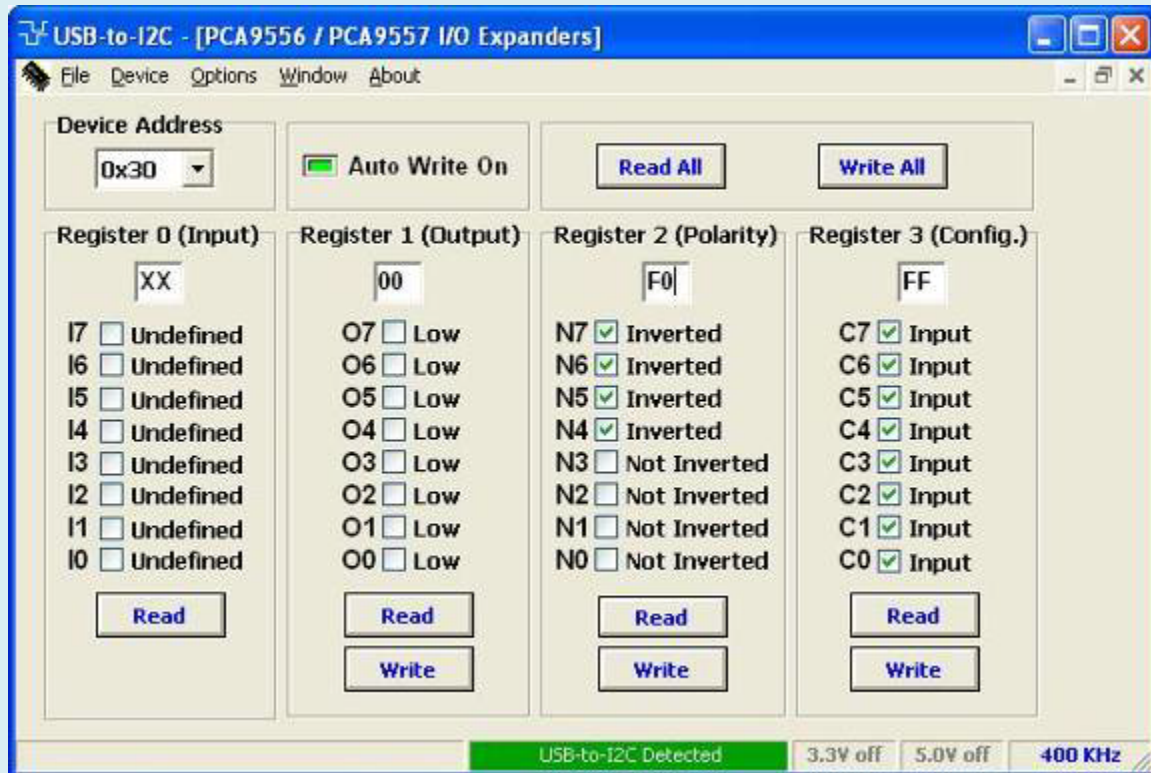 USB-to-I2C - [PCA9556 / PCA9557 I/O Expanders]
File Device Options Window About
Device Address
0x30
Auto Write On
Read All
Write All
Register 0 (Input)
XX
I7 Undefined
I6 Undefined
I5 Undefined
I4 Undefined
I3 Undefined
I2 Undefined
I1 Undefined
I0 Undefined
Read
Register 1 (Output)
00
O7 Low
O6 Low
O5 Low
O4 Low
O3 Low
O2 Low
O1 Low
O0 Low
Read
Write
Register 2 (Polarity)
F0
N7 Inverted
N6 Inverted
N5 Inverted
N4 Inverted
N3 Not Inverted
N2 Not Inverted
N1 Not Inverted
N0 Not Inverted
Read
Write
Register 3 (Config.)
FF
C7 Input
C6 Input
C5 Input
C4 Input
C3 Input
C2 Input
C1 Input
C0 Input
Read
Write
USB-to-I2C Detected
3.3V off
5.0V off
400 KHz